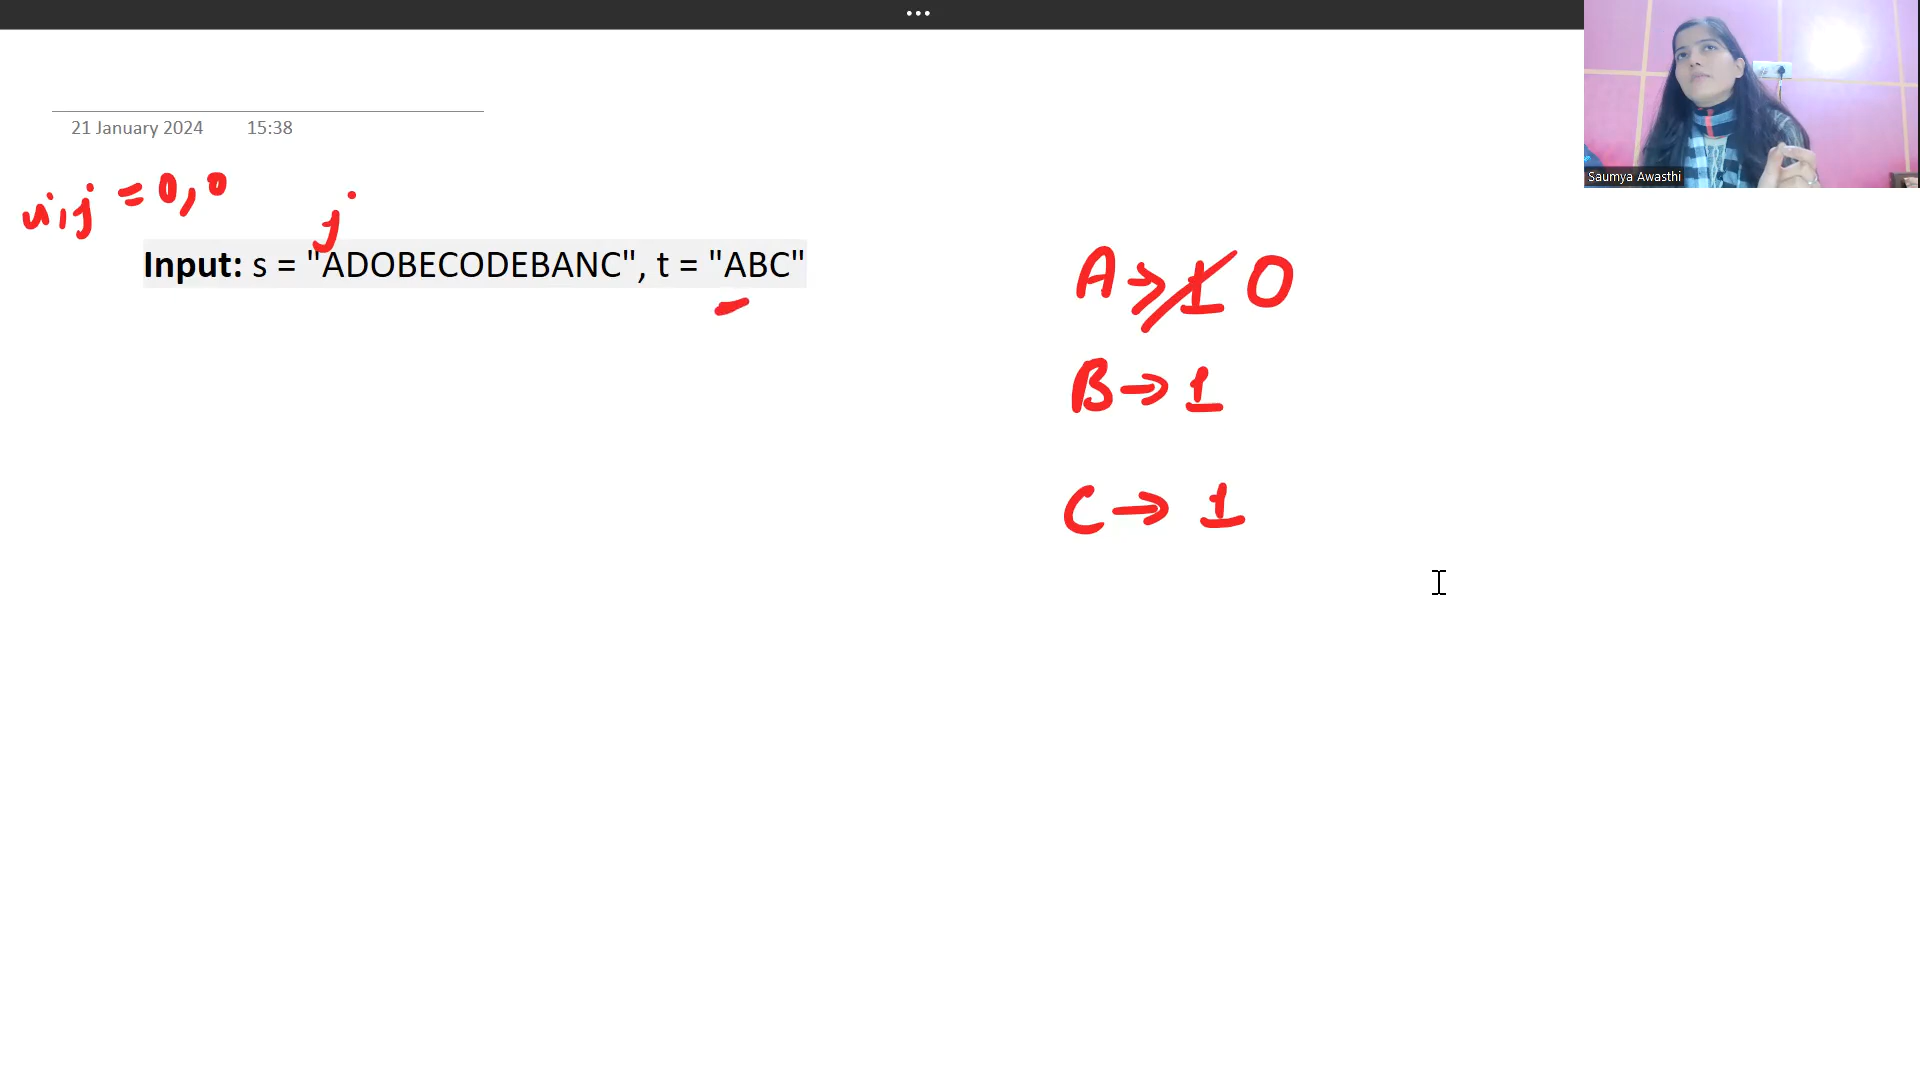 •••
Saumya Awasthi
21 January 2024 15:38
i,j = 0,0
j
Input: s = "ADOBECODEBANC", t = "ABC"
A → 1 0
B → 1
C → 1